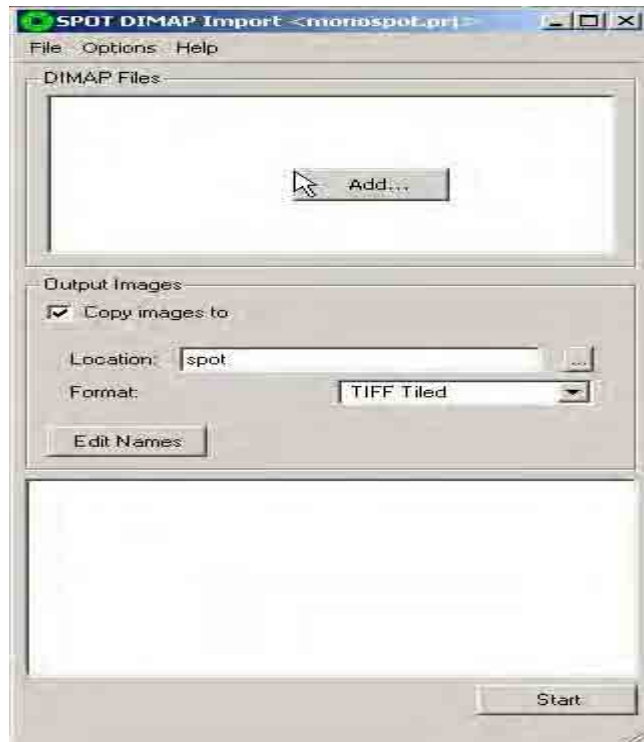 SPOT DIMAP Import <monospot.prj>
File Options Help
DIMAP Files
Add...
Output Images
Copy images to
Location: spot ...
Format: TIFF Tiled
Edit Names
Start